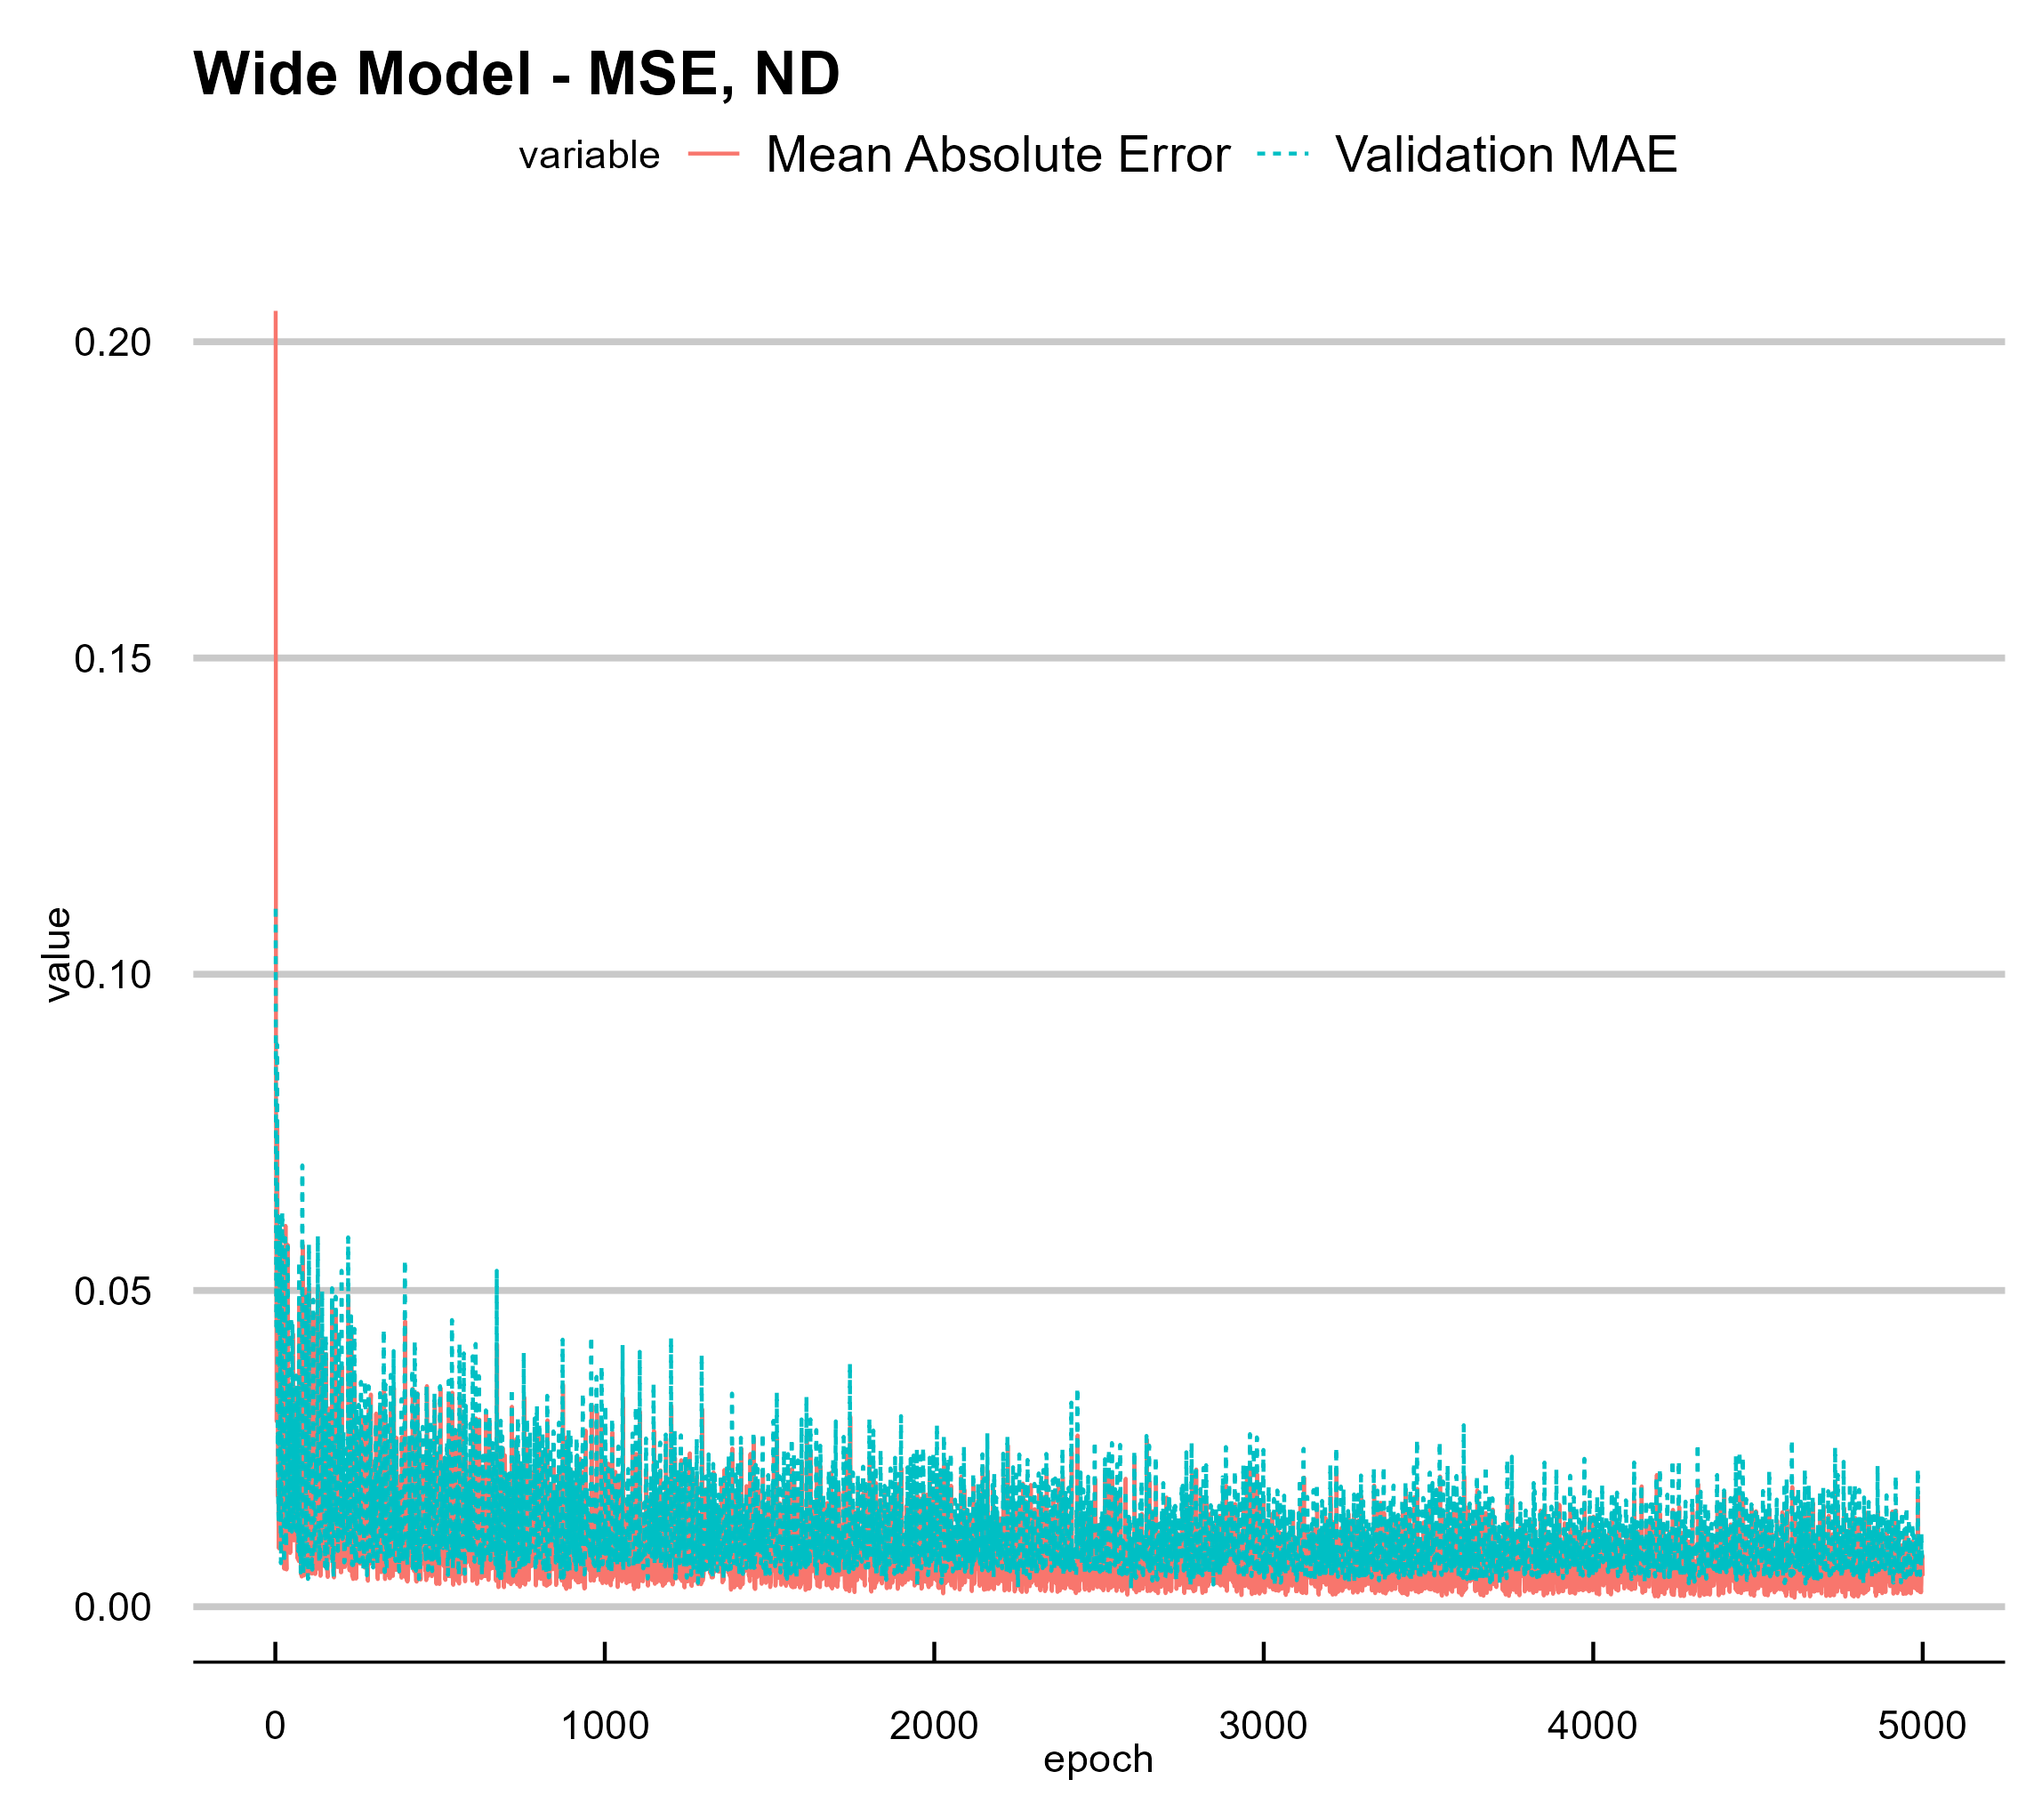 Wide Model - MSE, ND
variable Mean Absolute Error Validation MAE
0.20
0.15
value
0.10
0.05
0.00
0 1000 2000 3000 4000 5000
epoch